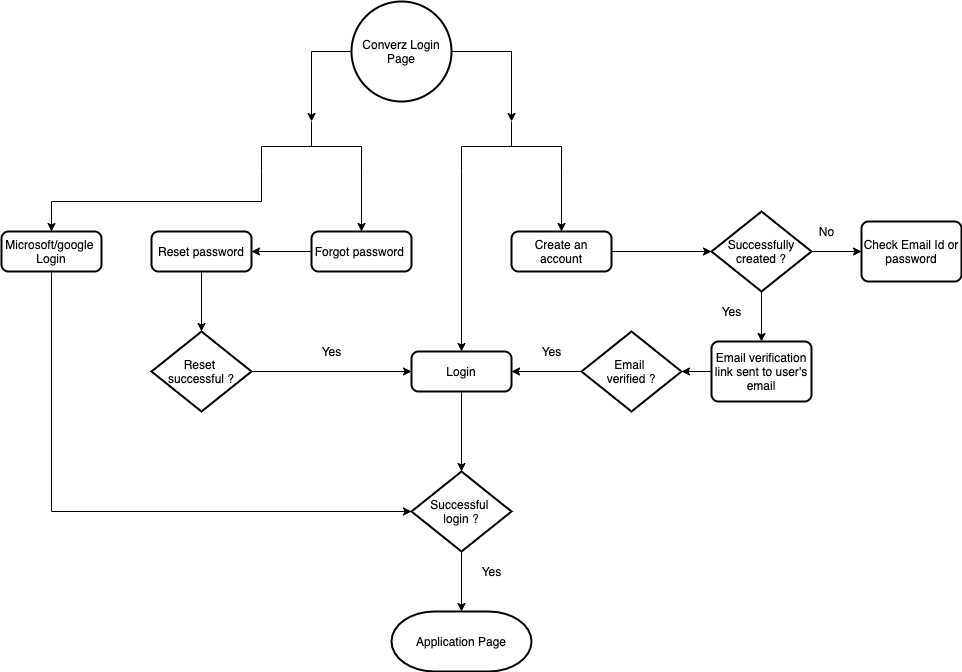 Converz Login
Page
Microsoft/google
Login
Reset password
Forgot password
Create an
account
Successfully
created ?
No
Check Email Id or
password
Yes
Reset
successful ?
Yes
Login
Yes
Email
verified ?
Email verification
link sent to user's
email
Successful
login ?
Yes
Application Page